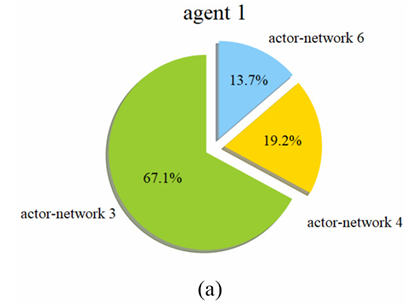 agent 1
actor-network 6
13.7%
19.2%
67.1%
actor-network 3
actor-network 4
(a)